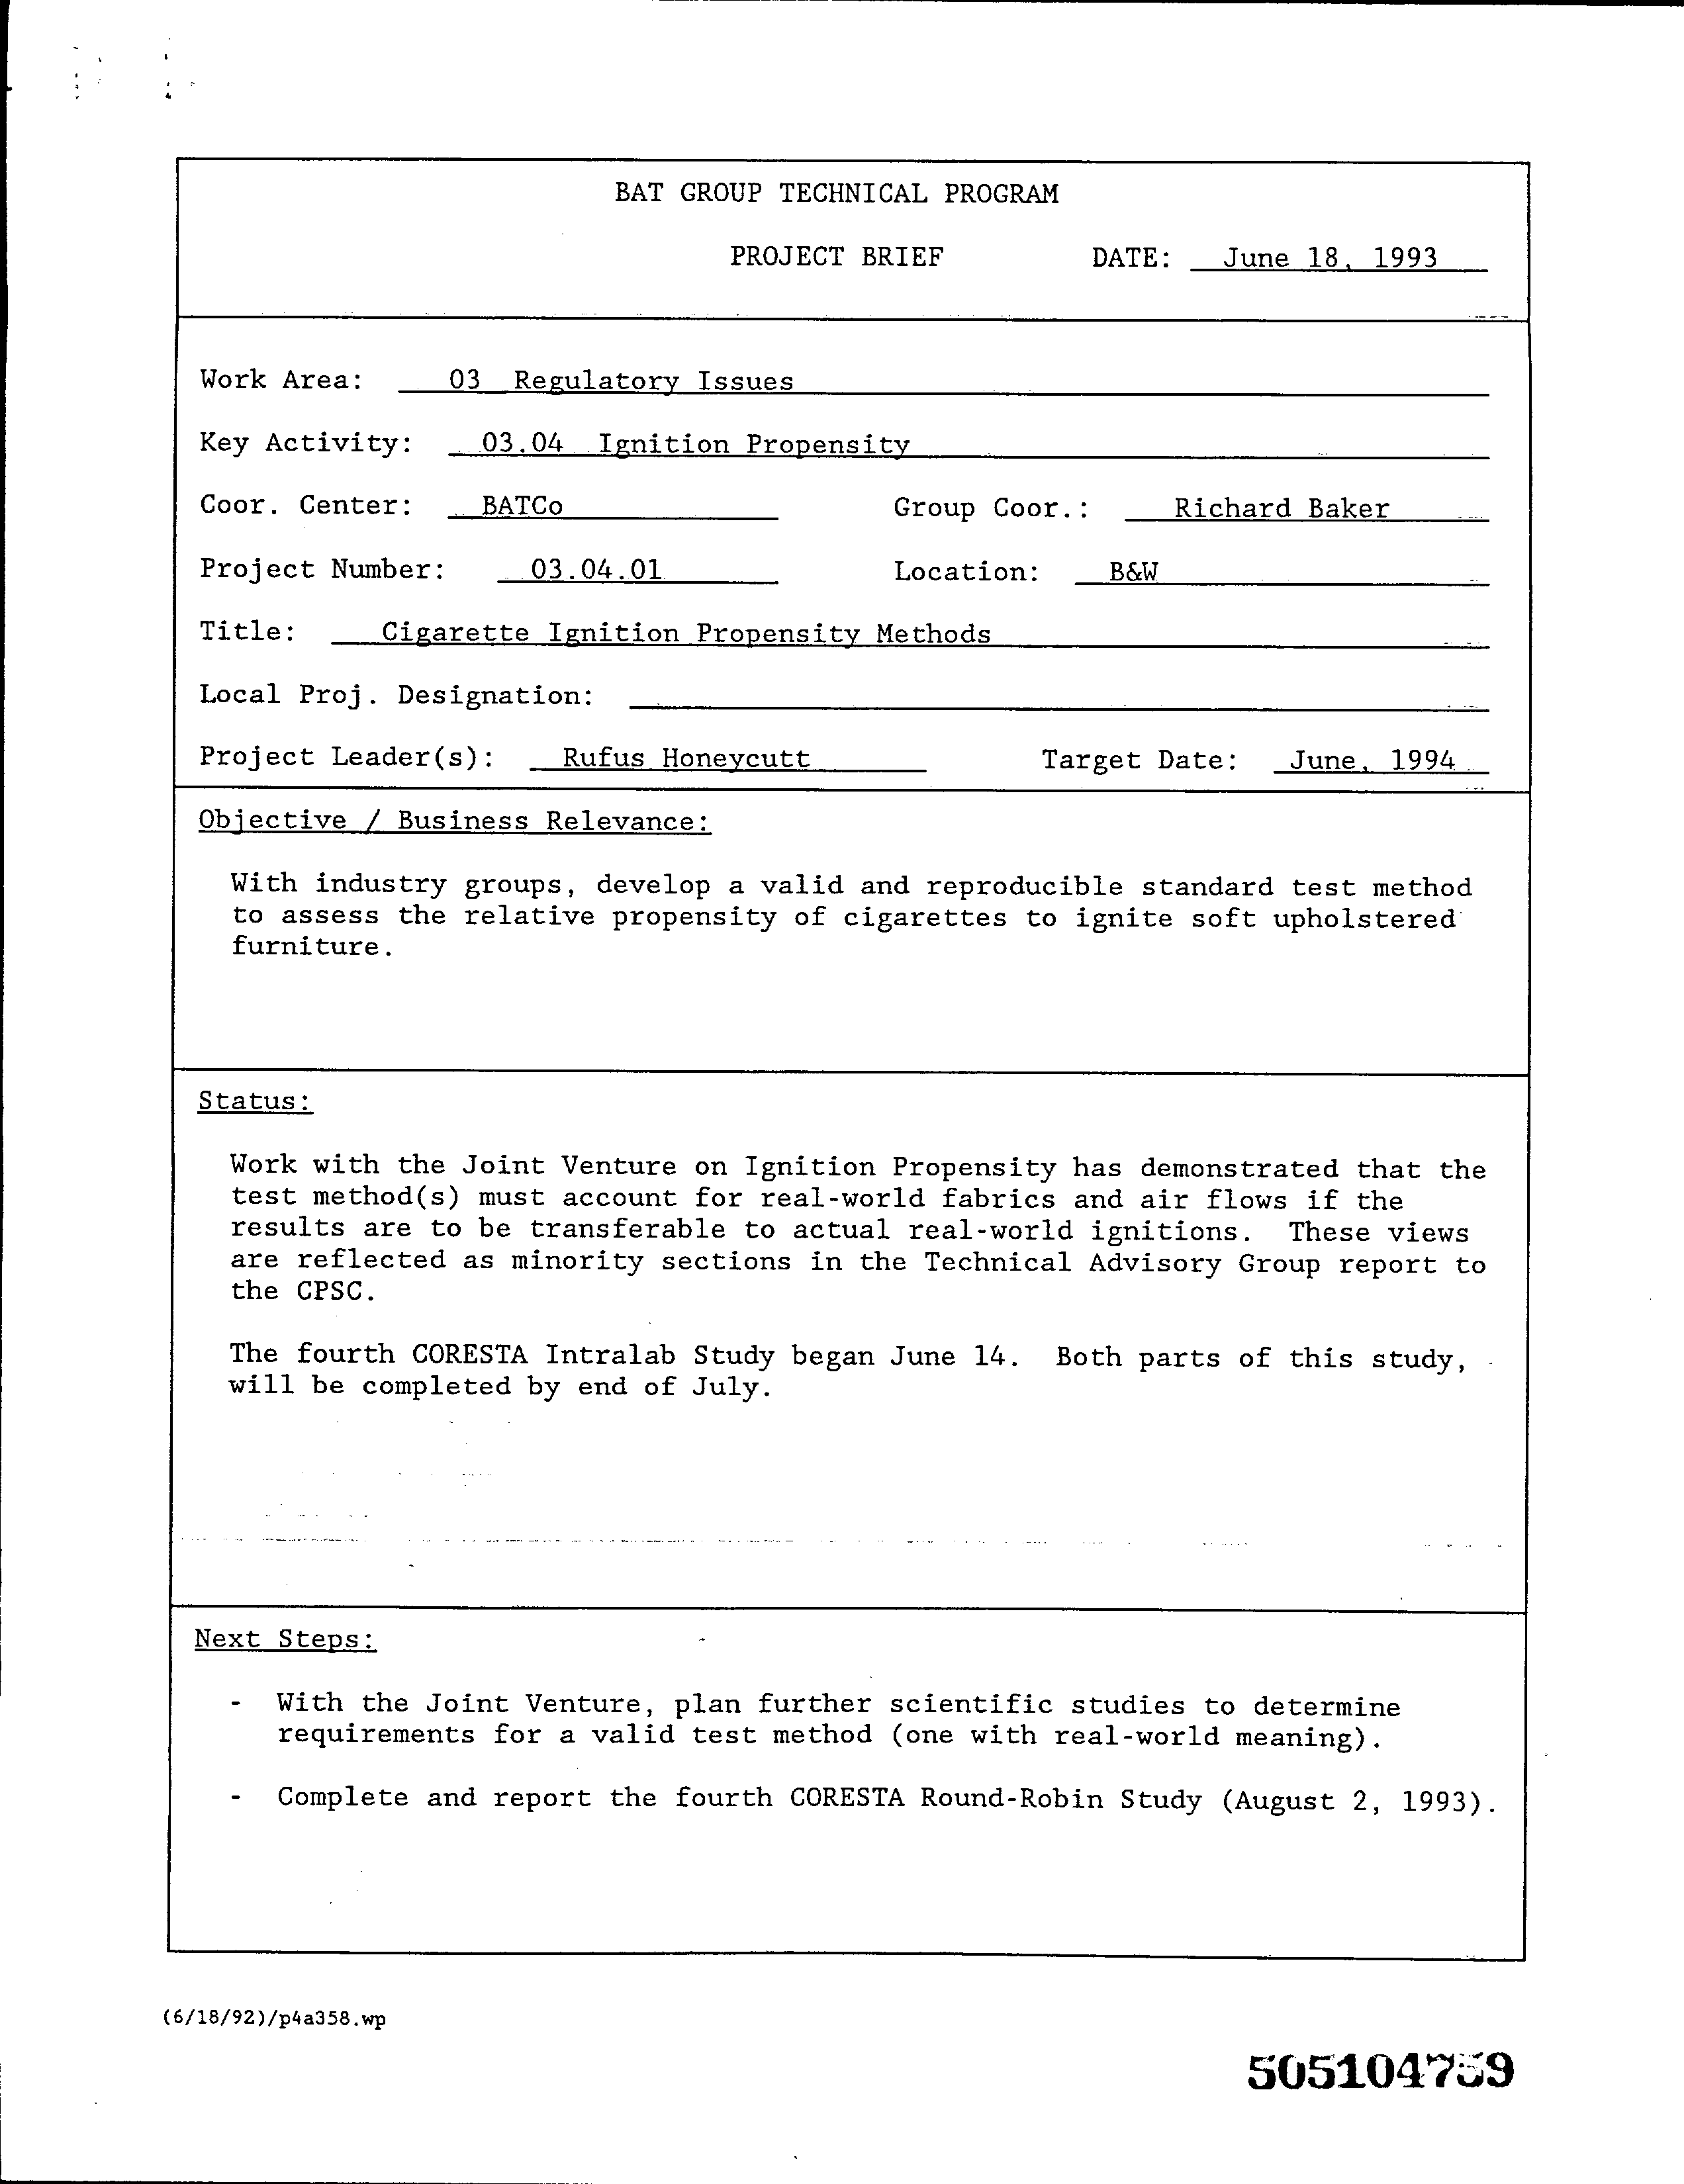 BAT GROUP TECHNICAL PROGRAM
PROJECT BRIEF DATE: June 18, 1993
Work Area: 03 Regulatory Issues
Key Activity: 03.04 Ignition Propensity
Coor. Center: BATCo Group Coor.: Richard Baker
Project Number: 03.04.01 Location: B&W
Title: Cigarette Ignition Propensity Methods
Local Proj. Designation:
Project Leader(s): Rufus Honeycutt Target Date: June, 1994
Objective / Business Relevance:
With industry groups, develop a valid and reproducible standard test method
to assess the relative propensity of cigarettes to ignite soft upholstered
furniture.
Status:
Work with the Joint Venture on Ignition Propensity has demonstrated that the
test method(s) must account for real-world fabrics and air flows if the
results are to be transferable to actual real-world ignitions. These views
are reflected as minority sections in the Technical Advisory Group report to
the CPSC.
The fourth CORESTA Intralab Study began June 14. Both parts of this study,
will be completed by end of July.
Next Steps:
- With the Joint Venture, plan further scientific studies to determine
requirements for a valid test method (one with real-world meaning).
- Complete and report the fourth CORESTA Round-Robin Study (August 2, 1993).
(6/18/92)/p4a358.wp
505104759